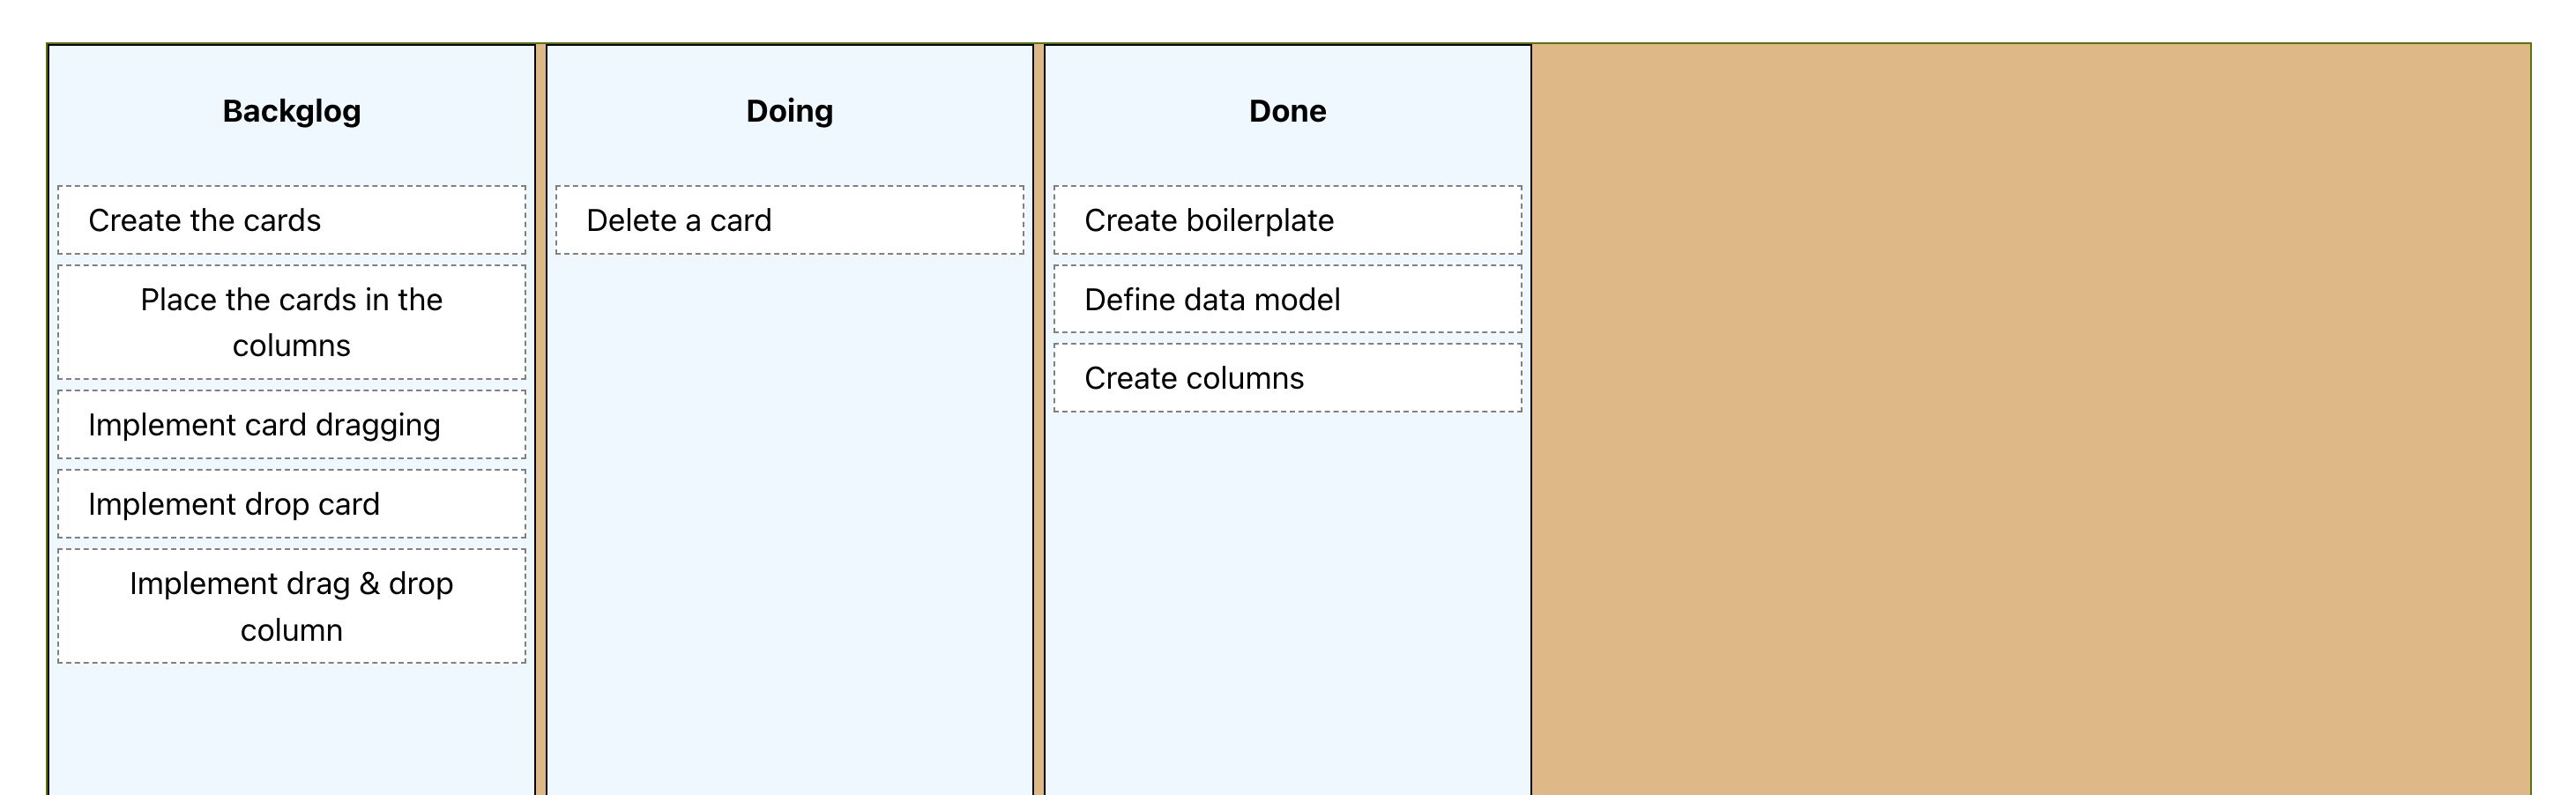 Backglog
Create the cards
Place the cards in the
columns
Implement card dragging
Implement drop card
Implement drag & drop
column
Doing
Delete a card
Done
Create boilerplate
Define data model
Create columns